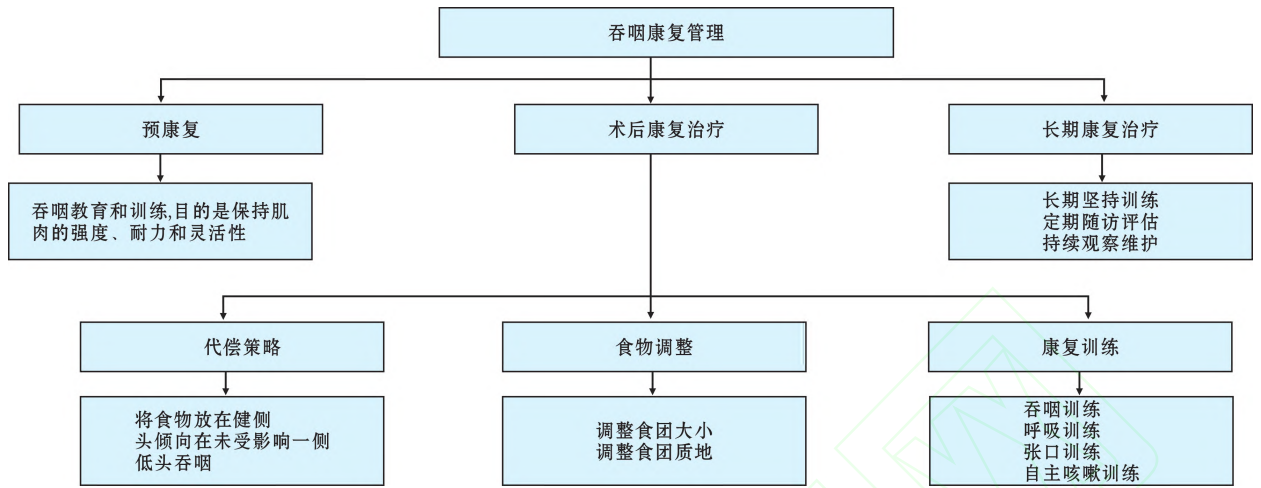 吞咽康复管理
预康复
术后康复治疗
长期康复治疗
吞咽教育和训练,目的是保持肌
肉的强度、耐力和灵活性
长期坚持训练
定期随访评估
持续观察维护
代偿策略
食物调整
康复训练
将食物放在健侧
头倾向在未受影响一侧
低头吞咽
调整食团大小
调整食团质地
吞咽训练
呼吸训练
张口训练
自主咳嗽训练